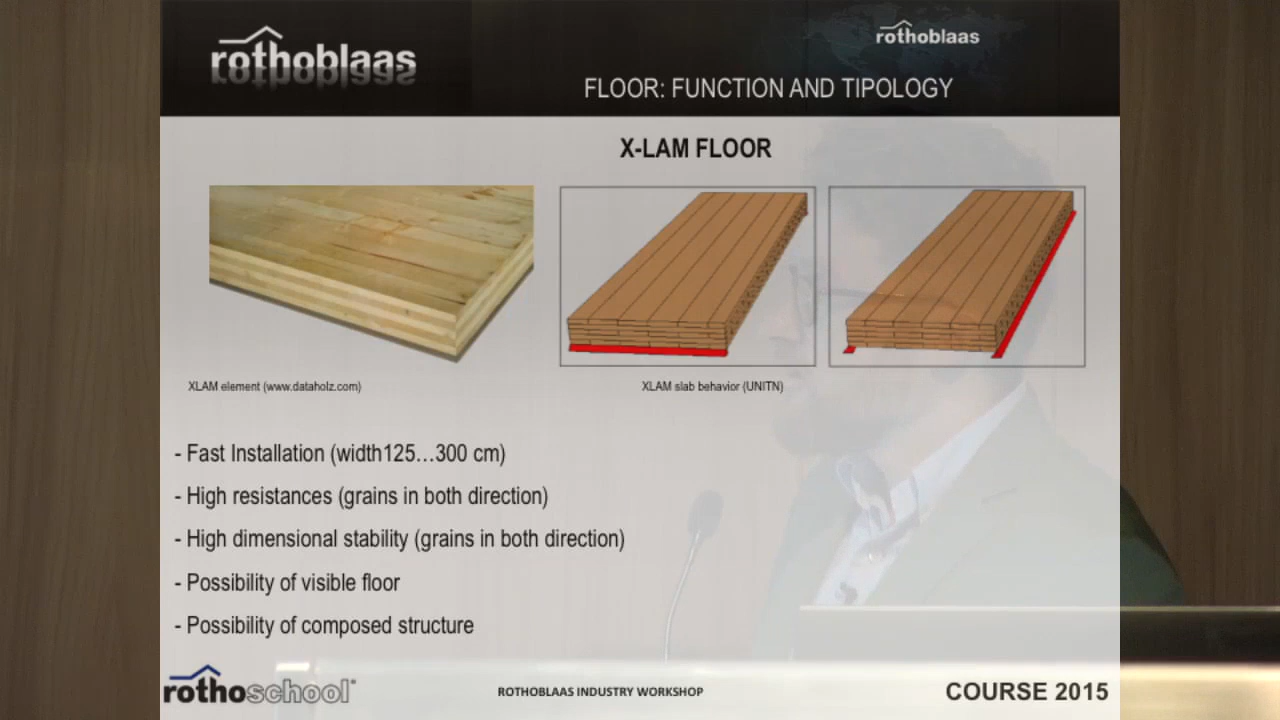 rothoblaas
rothoblaas
FLOOR: FUNCTION AND TIPOLOGY
X-LAM FLOOR
XLAM element (www.dataholz.com)
XLAM slab behavior (UNITN)
- Fast Installation (width125...300 cm)
- High resistances (grains in both direction)
- High dimensional stability (grains in both direction)
- Possibility of visible floor
- Possibility of composed structure
rothoschool
ROTHOBLAAS INDUSTRY WORKSHOP
COURSE 2015